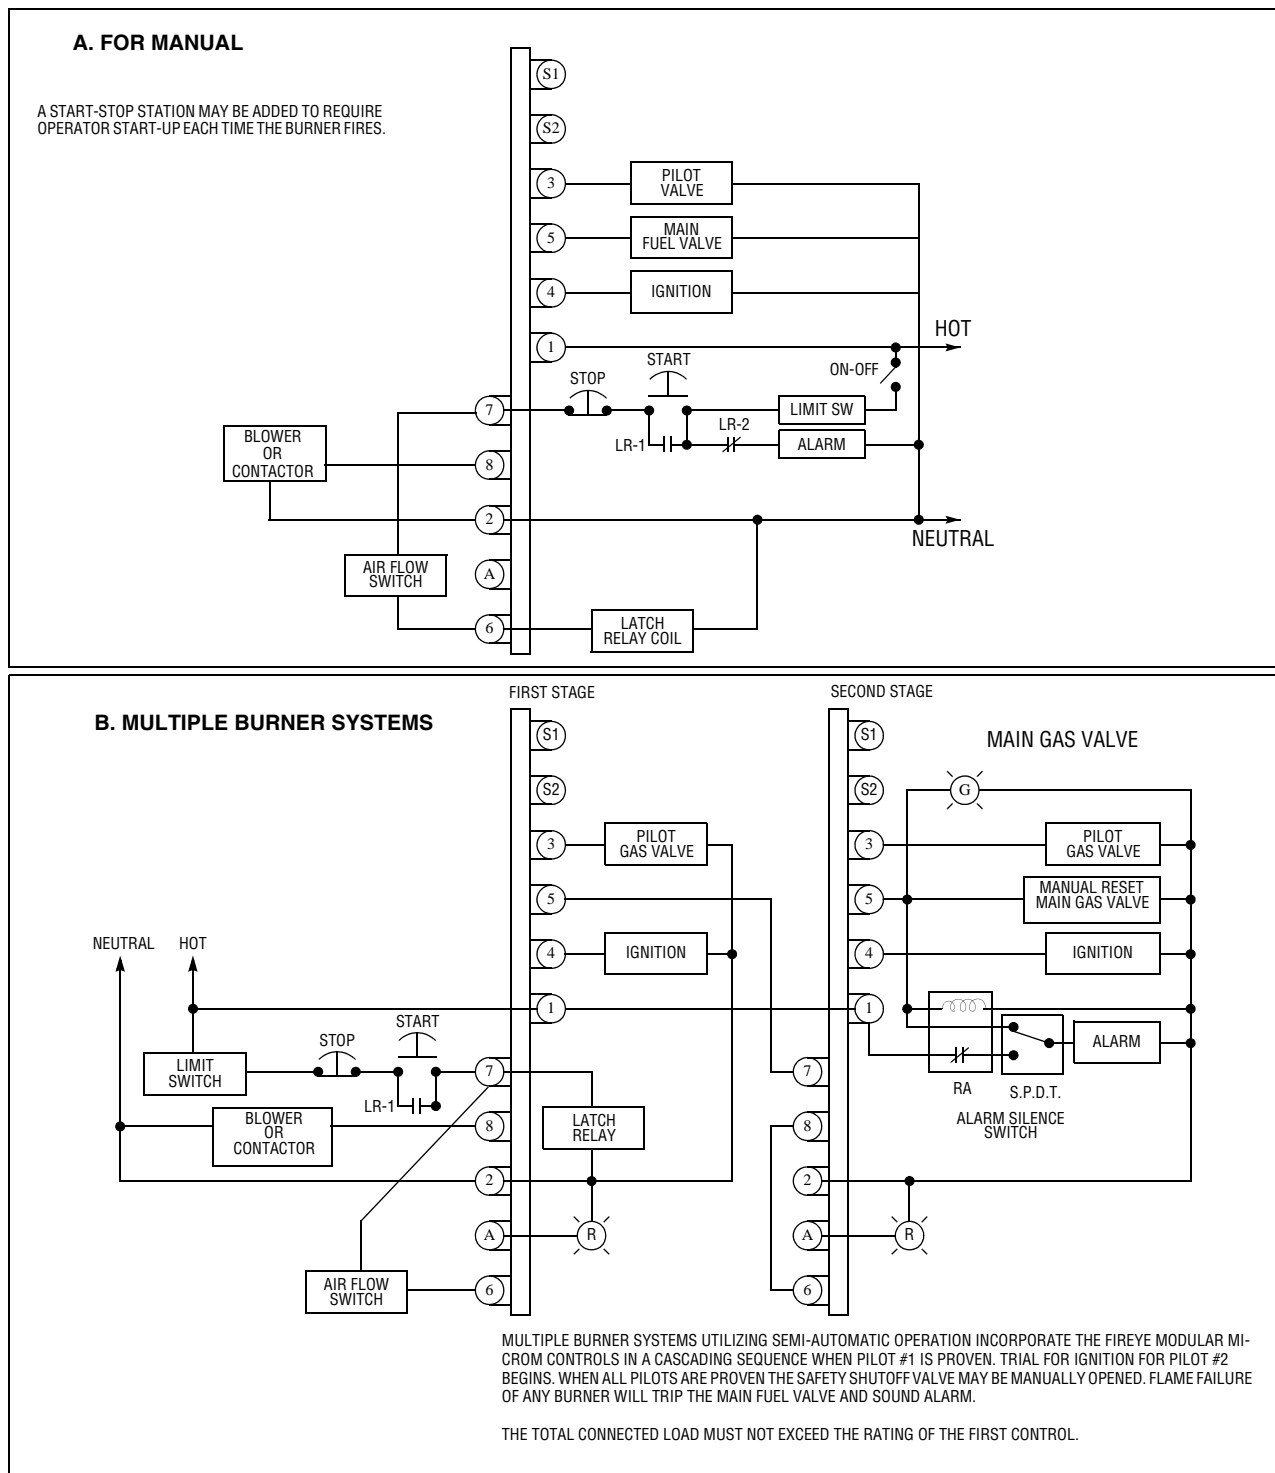 A. FOR MANUAL
A START-STOP STATION MAY BE ADDED TO REQUIRE
OPERATOR START-UP EACH TIME THE BURNER FIRES.
S1
S2
3
PILOT
VALVE
5
MAIN
FUEL VALVE
4
IGNITION
1
HOT
START
ON-OFF
STOP
7
LIMIT SW
LR-2
LR-1
ALARM
BLOWER
OR
CONTACTOR
8
2
NEUTRAL
AIR FLOW
SWITCH
A
6
LATCH
RELAY COIL
FIRST STAGE
SECOND STAGE
B. MULTIPLE BURNER SYSTEMS
S1
S1
MAIN GAS VALVE
S2
S2
G
3
PILOT
GAS VALVE
3
PILOT
GAS VALVE
5
5
MANUAL RESET
MAIN GAS VALVE
NEUTRAL
HOT
4
IGNITION
4
IGNITION
1
1
START
STOP
LIMIT
SWITCH
7
7
ALARM
RA
S.P.D.T.
LR-1
BLOWER
OR
CONTACTOR
8
LATCH
RELAY
8
ALARM SILENCE
SWITCH
2
2
A
R
A
R
AIR FLOW
SWITCH
6
6
MULTIPLE BURNER SYSTEMS UTILIZING SEMI-AUTOMATIC OPERATION INCORPORATE THE FIREYE MODULAR MI-
CROM CONTROLS IN A CASCADING SEQUENCE WHEN PILOT #1 IS PROVEN. TRIAL FOR IGNITION FOR PILOT #2
BEGINS. WHEN ALL PILOTS ARE PROVEN THE SAFETY SHUTOFF VALVE MAY BE MANUALLY OPENED. FLAME FAILURE
OF ANY BURNER WILL TRIP THE MAIN FUEL VALVE AND SOUND ALARM.
THE TOTAL CONNECTED LOAD MUST NOT EXCEED THE RATING OF THE FIRST CONTROL.